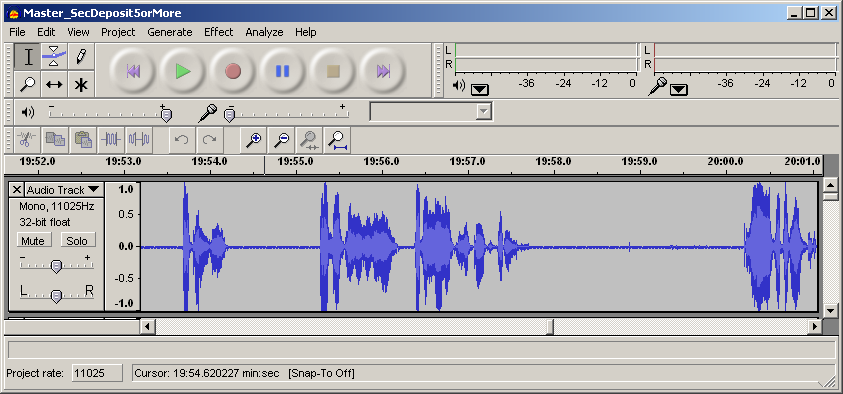 Master_SecDeposit5orMore
File Edit View Project Generate Effect Analyze Help
L
R
-36 -24 -12 0
L
R
-36 -24 -12 0
19:52.0 19:53.0 19:54.0 19:55.0 19:56.0 19:57.0 19:58.0 19:59.0 20:00.0 20:01.0
Audio Track
Mono, 11025Hz
32-bit float
Mute Solo
- +
L R
1.0
0.5
0.0
-0.5
-1.0
Project rate: 11025 Cursor: 19:54.620227 min:sec [Snap-To Off]